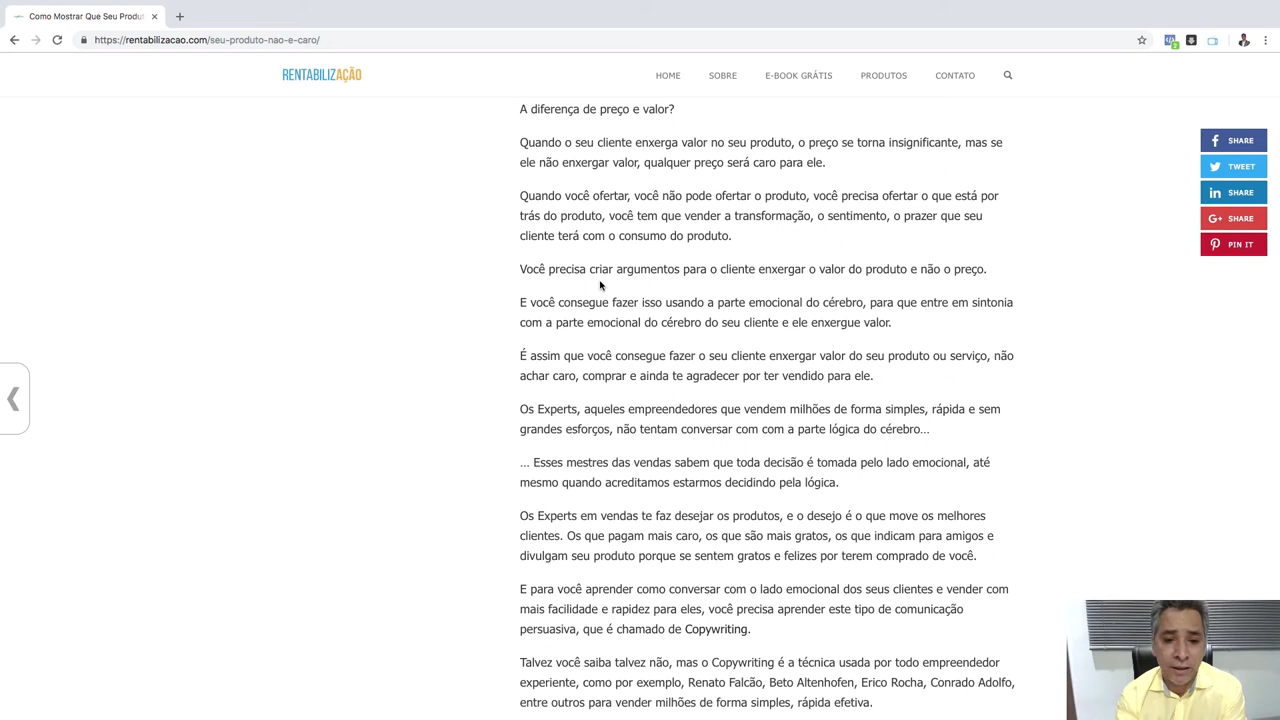 Como Mostrar Que Seu Produt
https://rentabilizacao.com/seu-produto-nao-e-caro/
2
RENTABILIZAÇÃO
HOME
SOBRE
E-BOOK GRÁTIS
PRODUTOS
CONTATO
A diferença de preço e valor?
Quando o seu cliente enxerga valor no seu produto, o preço se torna insignificante, mas se
ele não enxergar valor, qualquer preço será caro para ele.
Quando você ofertar, você não pode ofertar o produto, você precisa ofertar o que está por
trás do produto, você tem que vender a transformação, o sentimento, o prazer que seu
cliente terá com o consumo do produto.
Você precisa criar argumentos para o cliente enxergar o valor do produto e não o preço.
E você consegue fazer isso usando a parte emocional do cérebro, para que entre em sintonia
com a parte emocional do cérebro do seu cliente e ele enxergue valor.
É assim que você consegue fazer o seu cliente enxergar valor do seu produto ou serviço, não
achar caro, comprar e ainda te agradecer por ter vendido para ele.
Os Experts, aqueles empreendedores que vendem milhões de forma simples, rápida e sem
grandes esforços, não tentam conversar com com a parte lógica do cérebro…
… Esses mestres das vendas sabem que toda decisão é tomada pelo lado emocional, até
mesmo quando acreditamos estarmos decidindo pela lógica.
Os Experts em vendas te faz desejar os produtos, e o desejo é o que move os melhores
clientes. Os que pagam mais caro, os que são mais gratos, os que indicam para amigos e
divulgam seu produto porque se sentem gratos e felizes por terem comprado de você.
E para você aprender como conversar com o lado emocional dos seus clientes e vender com
mais facilidade e rapidez para eles, você precisa aprender este tipo de comunicação
persuasiva, que é chamado de Copywriting.
Talvez você saiba talvez não, mas o Copywriting é a técnica usada por todo empreendedor
experiente, como por exemplo, Renato Falcão, Beto Altenhofen, Erico Rocha, Conrado Adolfo,
entre outros para vender milhões de forma simples, rápida efetiva.
SHARE
TWEET
SHARE
SHARE
PIN IT